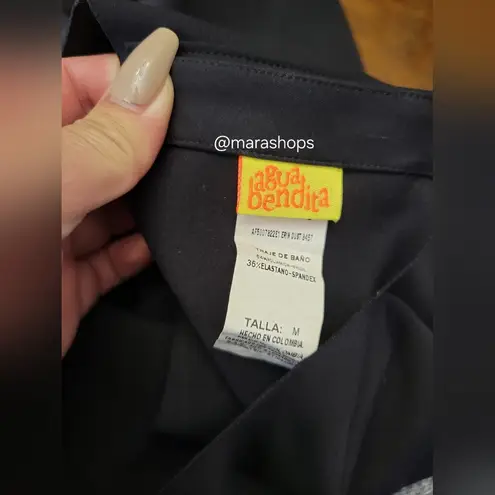 @marashops
agua
bendita
TRAJE DE BAÑO
36%ELASTANO-SPANDEX
TALLA: M
HECHO EN COLOMBIA